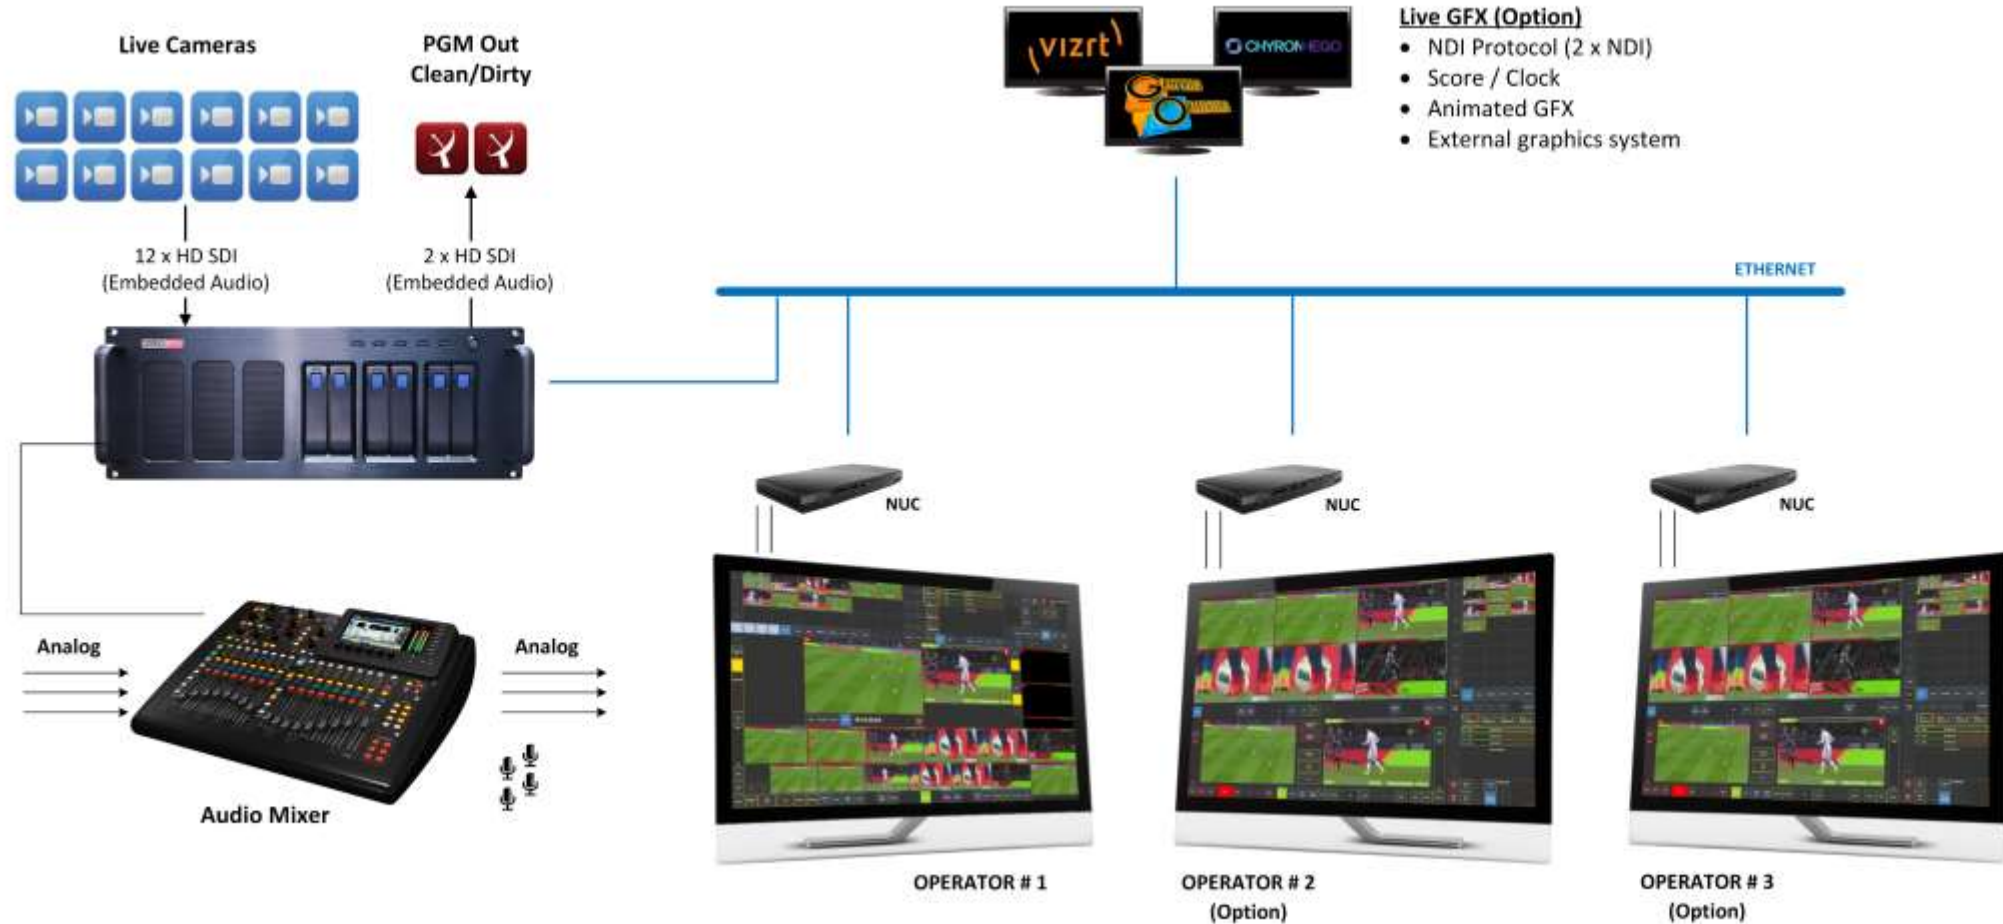 Live Cameras
PGM Out
Clean/Dirty
12 x HD SDI
(Embedded Audio)
2 x HD SDI
(Embedded Audio)
Analog
Analog
Audio Mixer
vizrt
CHYRONHEGO
Live GFX (Option)
• NDI Protocol (2 x NDI)
• Score / Clock
• Animated GFX
• External graphics system
ETHERNET
NUC
NUC
NUC
OPERATOR # 1
OPERATOR # 2
(Option)
OPERATOR # 3
(Option)